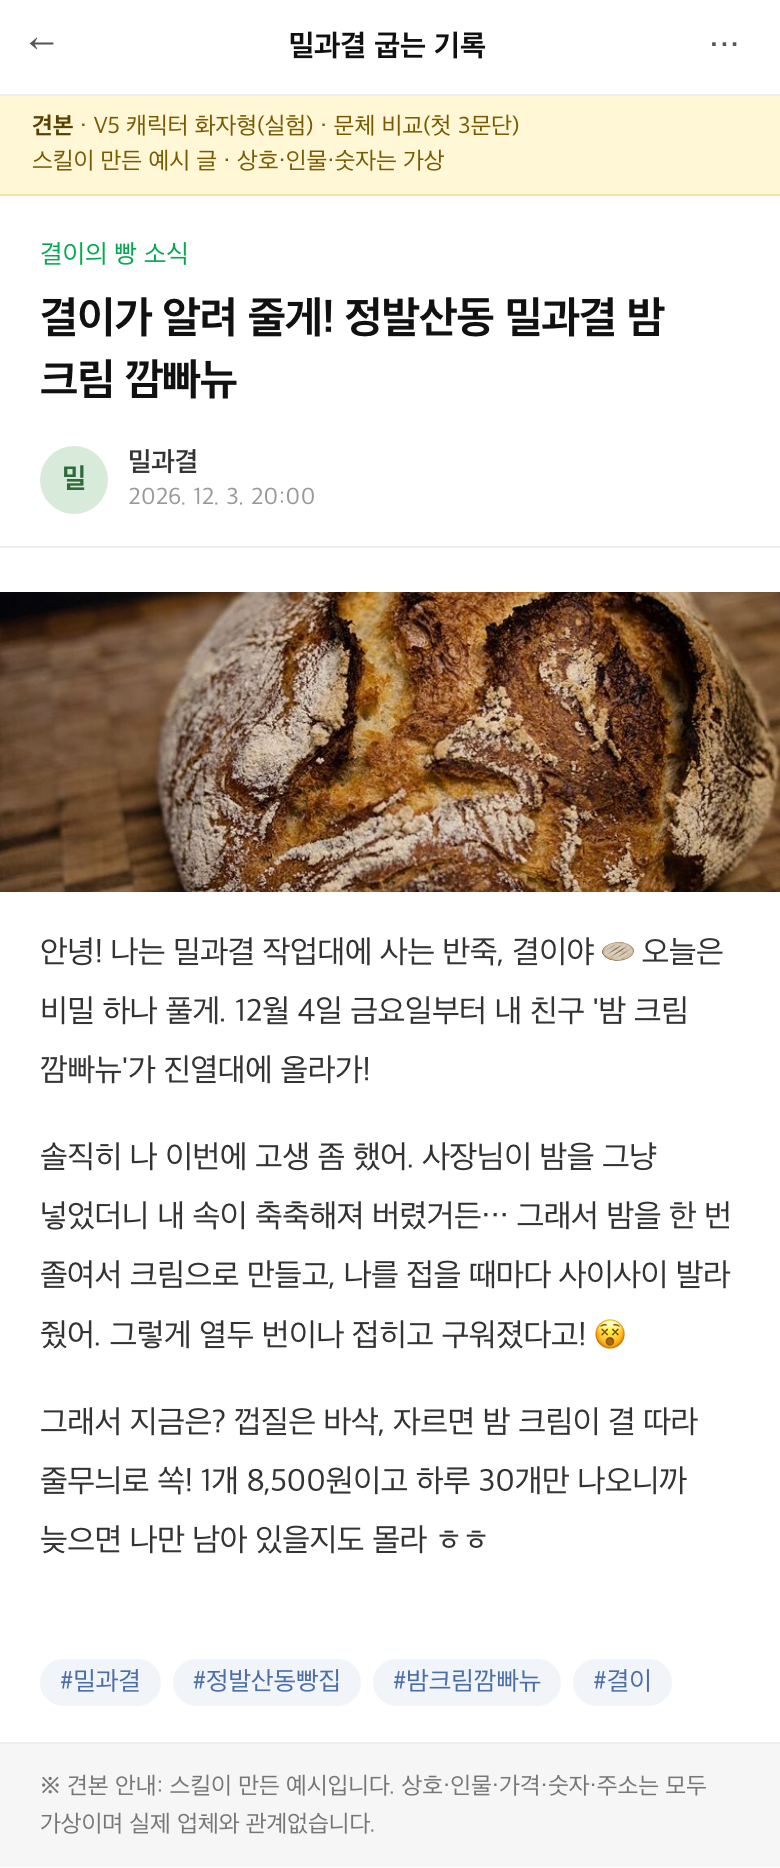 ←
밀과결 굽는 기록
···
견본 · V5 캐릭터 화자형(실험) · 문체 비교(첫 3문단)
스킬이 만든 예시 글 · 상호·인물·숫자는 가상
결이의 빵 소식
결이가 알려 줄게! 정발산동 밀과결 밤
크림 깜빠뉴
밀
밀과결
2026. 12. 3. 20:00
안녕! 나는 밀과결 작업대에 사는 반죽, 결이야 🫓 오늘은
비밀 하나 풀게. 12월 4일 금요일부터 내 친구 '밤 크림
깜빠뉴'가 진열대에 올라가!
솔직히 나 이번에 고생 좀 했어. 사장님이 밤을 그냥
넣었더니 내 속이 축축해져 버렸거든… 그래서 밤을 한 번
졸여서 크림으로 만들고, 나를 접을 때마다 사이사이 발라
줬어. 그렇게 열두 번이나 접히고 구워졌다고! 😵
그래서 지금은? 껍질은 바삭, 자르면 밤 크림이 결 따라
줄무늬로 쏙! 1개 8,500원이고 하루 30개만 나오니까
늦으면 나만 남아 있을지도 몰라 ㅎㅎ
#밀과결 #정발산동빵집 #밤크림깜빠뉴 #결이
※ 견본 안내: 스킬이 만든 예시입니다. 상호·인물·가격·숫자·주소는 모두
가상이며 실제 업체와 관계없습니다.